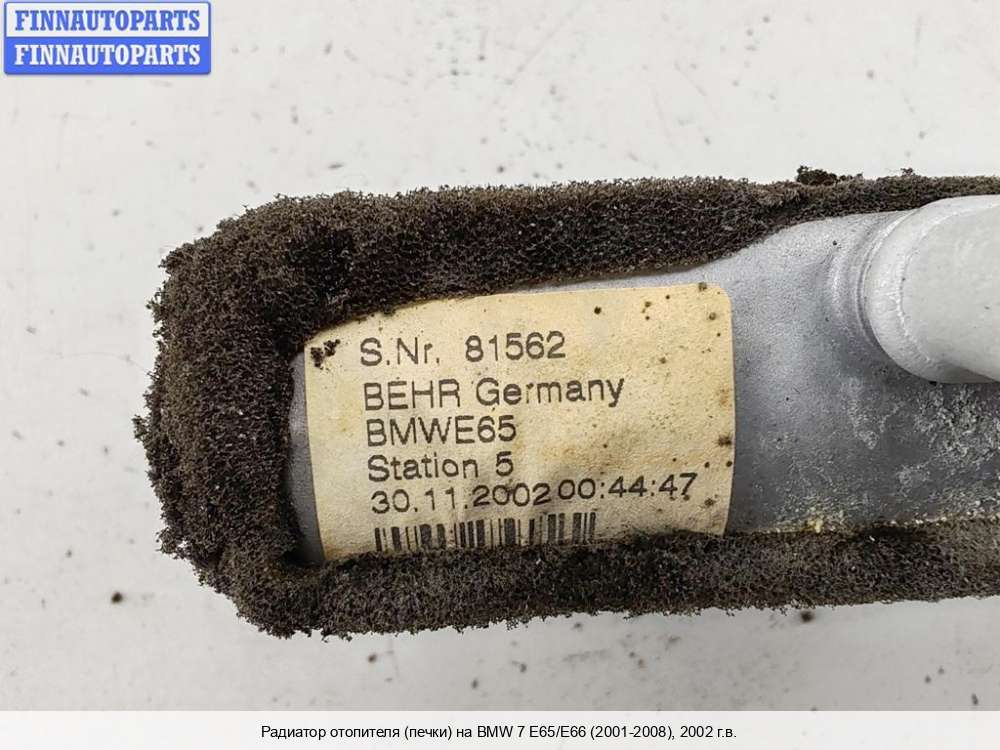 FINNAUTOPARTS
FINNAUTOPARTS
S.Nr. 81562
BEHR Germany
BMWE65
Station 5
30.11.2002 00:44:47
Радиатор отопителя (печки) на BMW 7 E65/E66 (2001-2008), 2002 г.в.